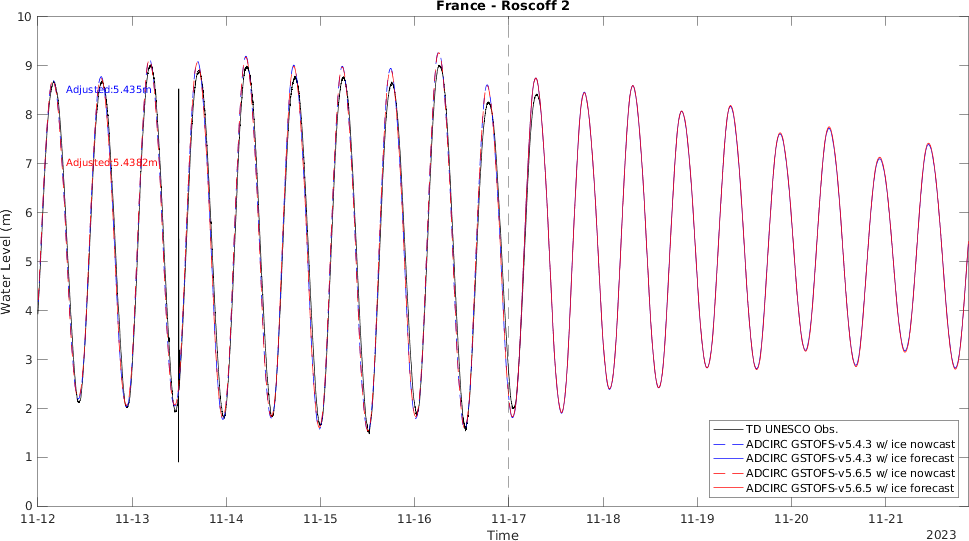 France - Roscoff 2
10
9
8
7
6
5
4
3
2
1
0
Water Level (m)
Adjusted:5.435m
Adjusted:5.4382m
TD UNESCO Obs.
ADCIRC GSTOFS-v5.4.3 w/ ice nowcast
ADCIRC GSTOFS-v5.4.3 w/ ice forecast
ADCIRC GSTOFS-v5.6.5 w/ ice nowcast
ADCIRC GSTOFS-v5.6.5 w/ ice forecast
11-12 11-13 11-14 11-15 11-16 11-17 11-18 11-19 11-20 11-21
Time
2023